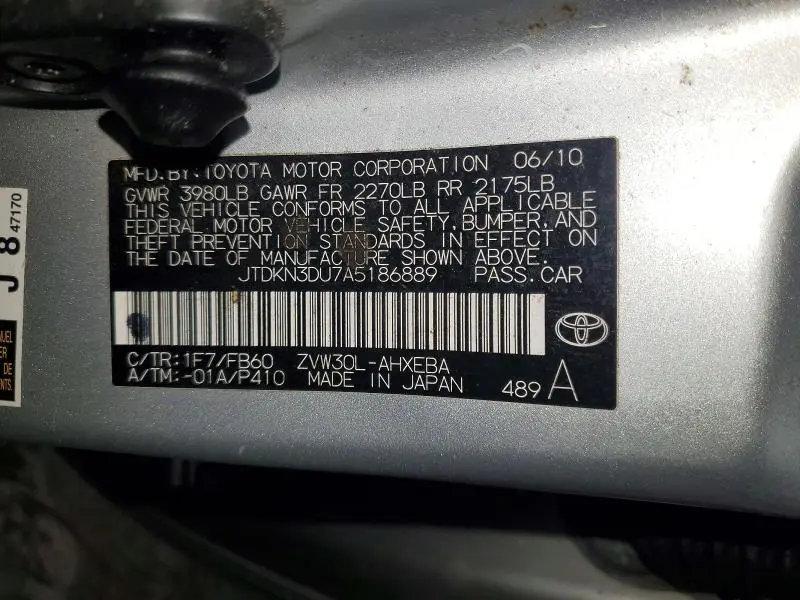 MFD.BY:TOYOTA MOTOR CORPORATION 06/10
GVWR 3980LB GAWR FR 2270LB RR 2175LB
THIS VEHICLE CONFORMS TO ALL APPLICABLE
FEDERAL MOTOR VEHICLE SAFETY,BUMPER,AND
THEFT PREVENTION STANDARDS IN EFFECT ON
THE DATE OF MANUFACTURE SHOWN ABOVE.
JTDKN3DU7A5186889 PASS.CAR
C/TR:1F7/FB60 ZVW30L-AHXEBA
A/TM:-01A/P410 MADE IN JAPAN
489 A
J 8 47170